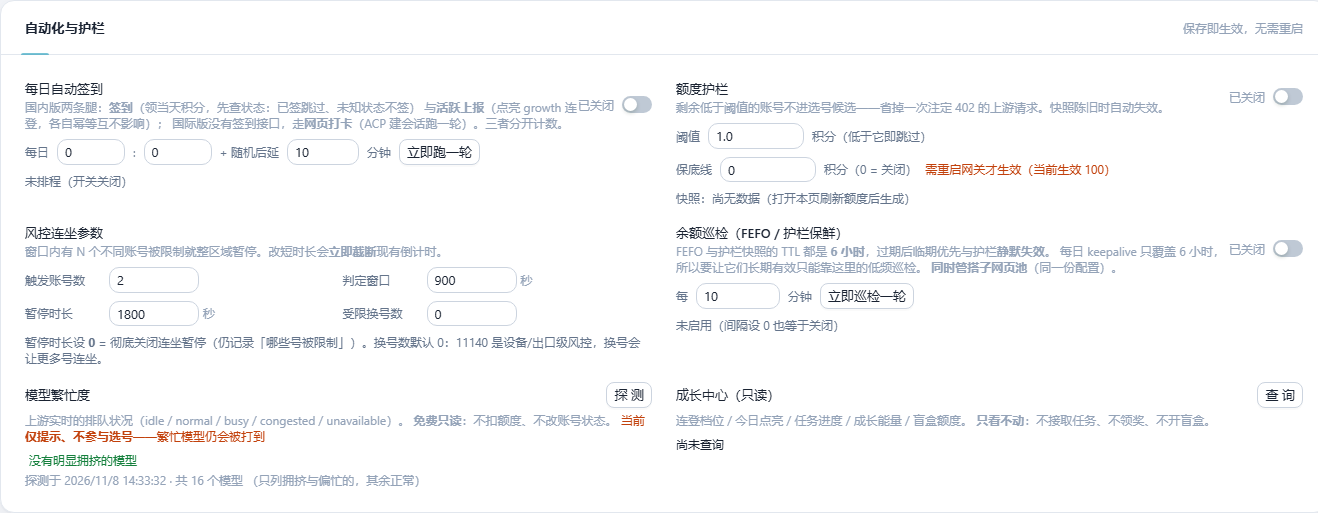 自动化与护栏
保存即生效，无需重启
每日自动签到
国内版两条腿：签到（领当天积分，先查状态：已签跳过、未知状态不签）与活跃上报（点亮 growth 连
登，各自幂等互不影响）； 国际版没有签到接口，走网页打卡（ACP 建会话跑一轮）。三者分开计数。
已关闭
每日 0 : 0 + 随机后延 10 分钟 立即跑一轮
未排程（开关关闭）
额度护栏
剩余低于阈值的账号不进选号候选——省掉一次注定 402 的上游请求。快照陈旧时自动失效。
已关闭
阈值 1.0 积分（低于它即跳过）
保底线 0 积分（0 = 关闭） 需重启网关才生效（当前生效 100）
快照：尚无数据（打开本页刷新额度后生成）
风控连坐参数
窗口内有 N 个不同账号被限制就整区域暂停。改短时长会立即截断现有倒计时。
触发账号数 2 判定窗口 900 秒
暂停时长 1800 秒 受限换号数 0
暂停时长设 0 = 彻底关闭连坐暂停（仍记录「哪些号被限制」）。换号数默认 0：11140 是设备/出口级风控，换号会
让更多号连坐。
余额巡检（FEFO / 护栏保鲜）
FEFO 与护栏快照的 TTL 都是 6 小时，过期后临期优先与护栏静默失效。 每日 keepalive 只覆盖 6 小时，
所以要让它们长期有效只能靠这里的低频巡检。 同时管搭子网页池（同一份配置）。
已关闭
每 10 分钟 立即巡检一轮
未启用（间隔设 0 也等于关闭）
模型繁忙度
探 测
上游实时的排队状况（idle / normal / busy / congested / unavailable）。 免费只读：不扣额度、不改账号状态。 当前
仅提示、不参与选号——繁忙模型仍会被打到
没有明显拥挤的模型
探测于 2026/11/8 14:33:32 · 共 16 个模型 （只列拥挤与偏忙的，其余正常）
成长中心（只读）
查 询
连登档位 / 今日点亮 / 任务进度 / 成长能量 / 盲盒额度。 只看不动：不接取任务、不领奖、不开盲盒。
尚未查询